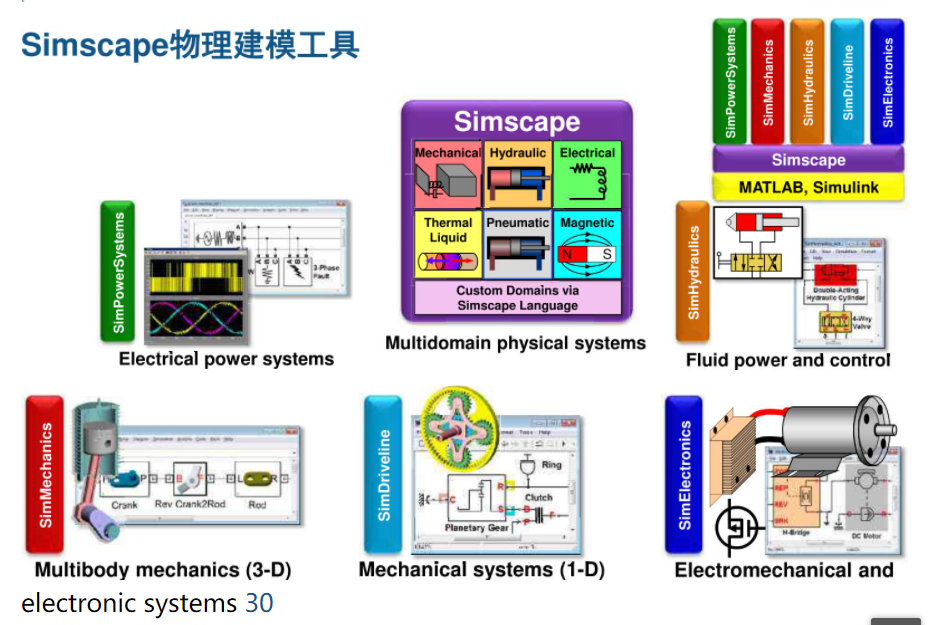 Simscape物理建模工具
SimPowerSystems
SimMechanics
SimHydraulics
SimDriveline
SimElectronics
Simscape
MATLAB, Simulink
Simscape
Mechanical
Hydraulic
Electrical
Thermal
Liquid
Pneumatic
Magnetic
N
S
Custom Domains via
Simscape Language
Multidomain physical systems
SimPowerSystems
3-Phase
Fault
Electrical power systems
SimHydraulics
Double-Acting
Hydraulic Cylinder
4-Way
Valve
Fluid power and control
SimMechanics
Crank
Rev Crank2Rod
Rod
Multibody mechanics (3-D)
SimDriveline
Ring
Clutch
Planetary Gear
Mechanical systems (1-D)
SimElectronics
REF
REV
BRK
H-Bridge
DC Motor
Electromechanical and
electronic systems 30